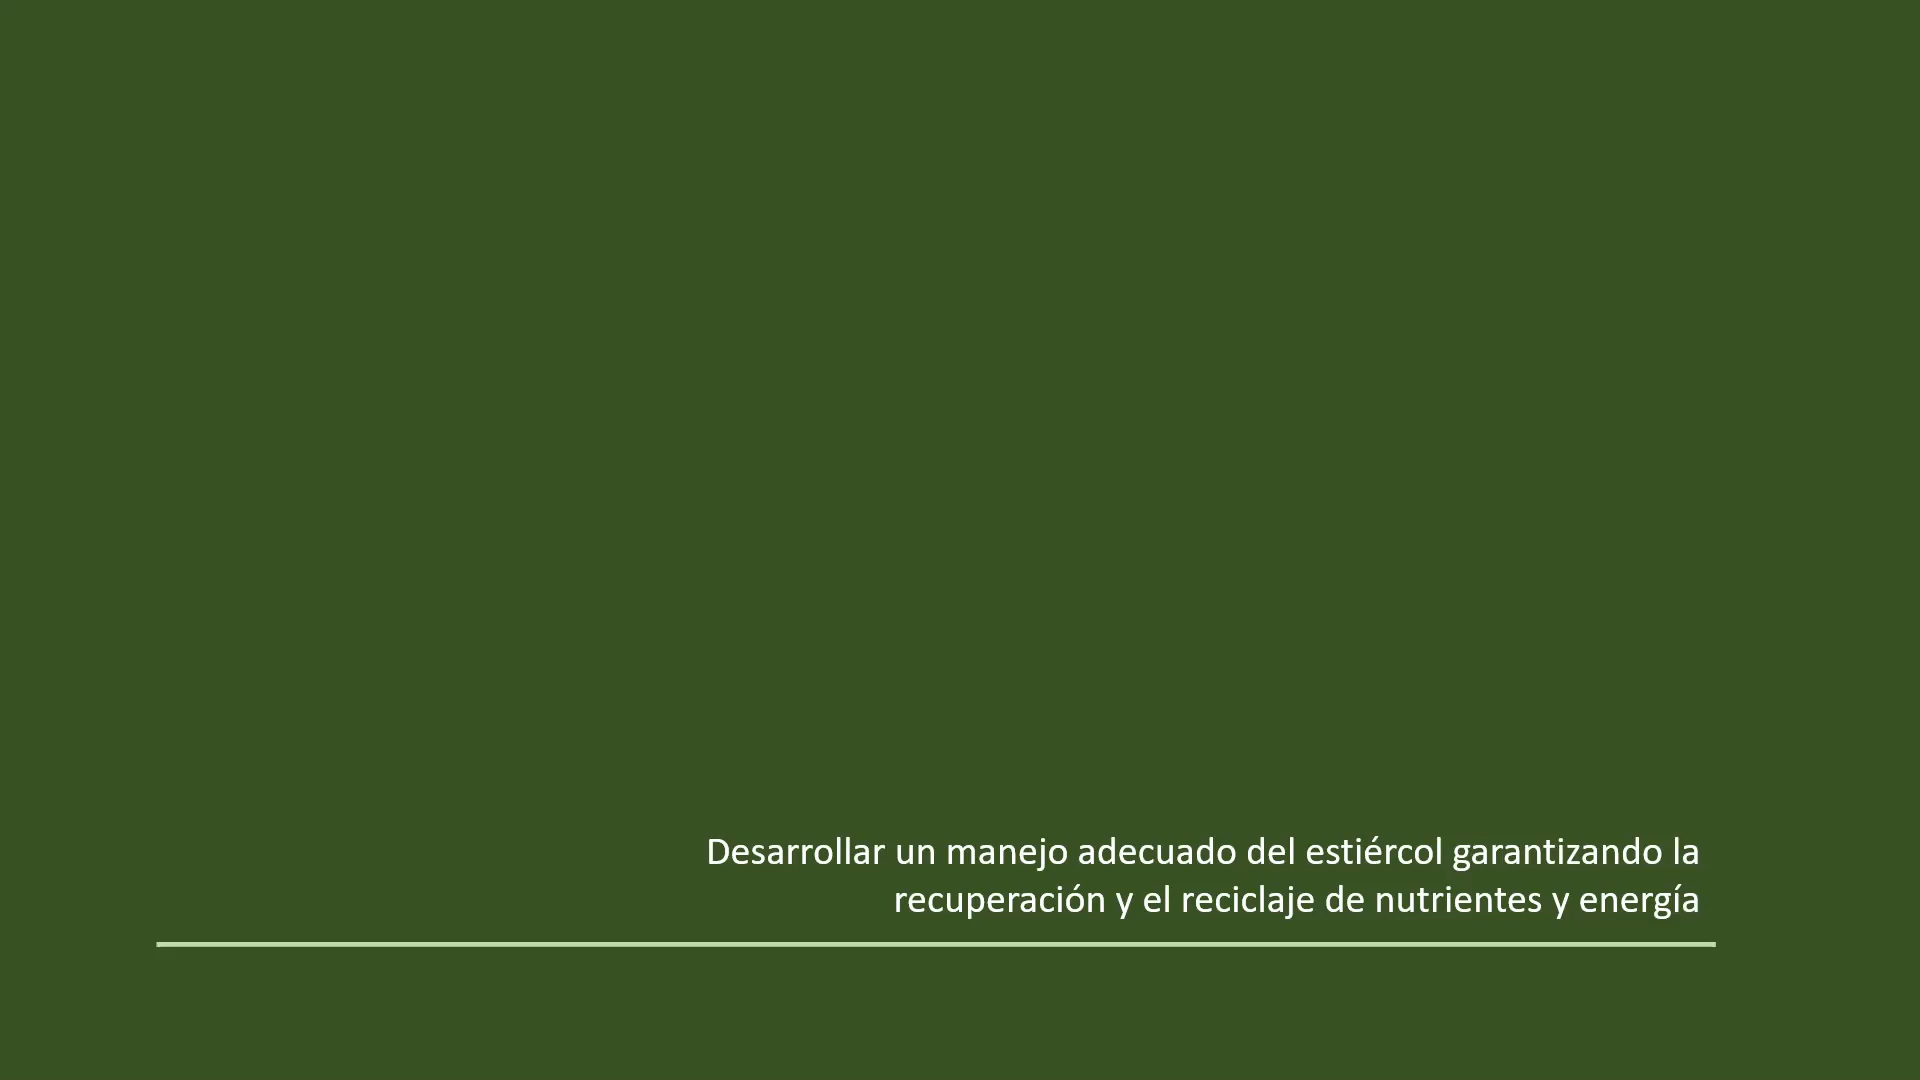 Desarrollar un manejo adecuado del estiércol garantizando la
recuperación y el reciclaje de nutrientes y energía